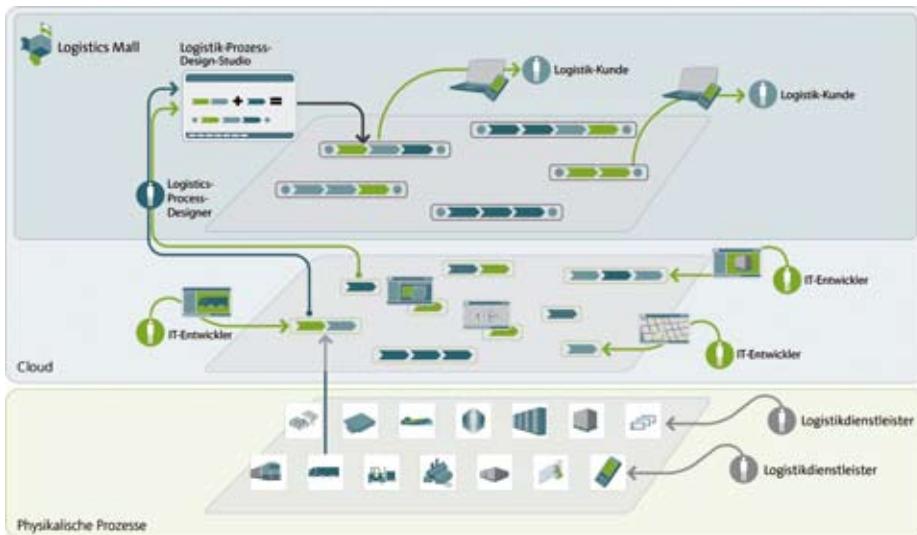 Logistics Mall
Logistik-Prozess-
Design-Studio
Logistik-Kunde
Logistik-Kunde
Logistics-
Process-
Designer
IT-Entwickler
IT-Entwickler
IT-Entwickler
Cloud
Logistikdienstleister
Logistikdienstleister
Physikalische Prozesse